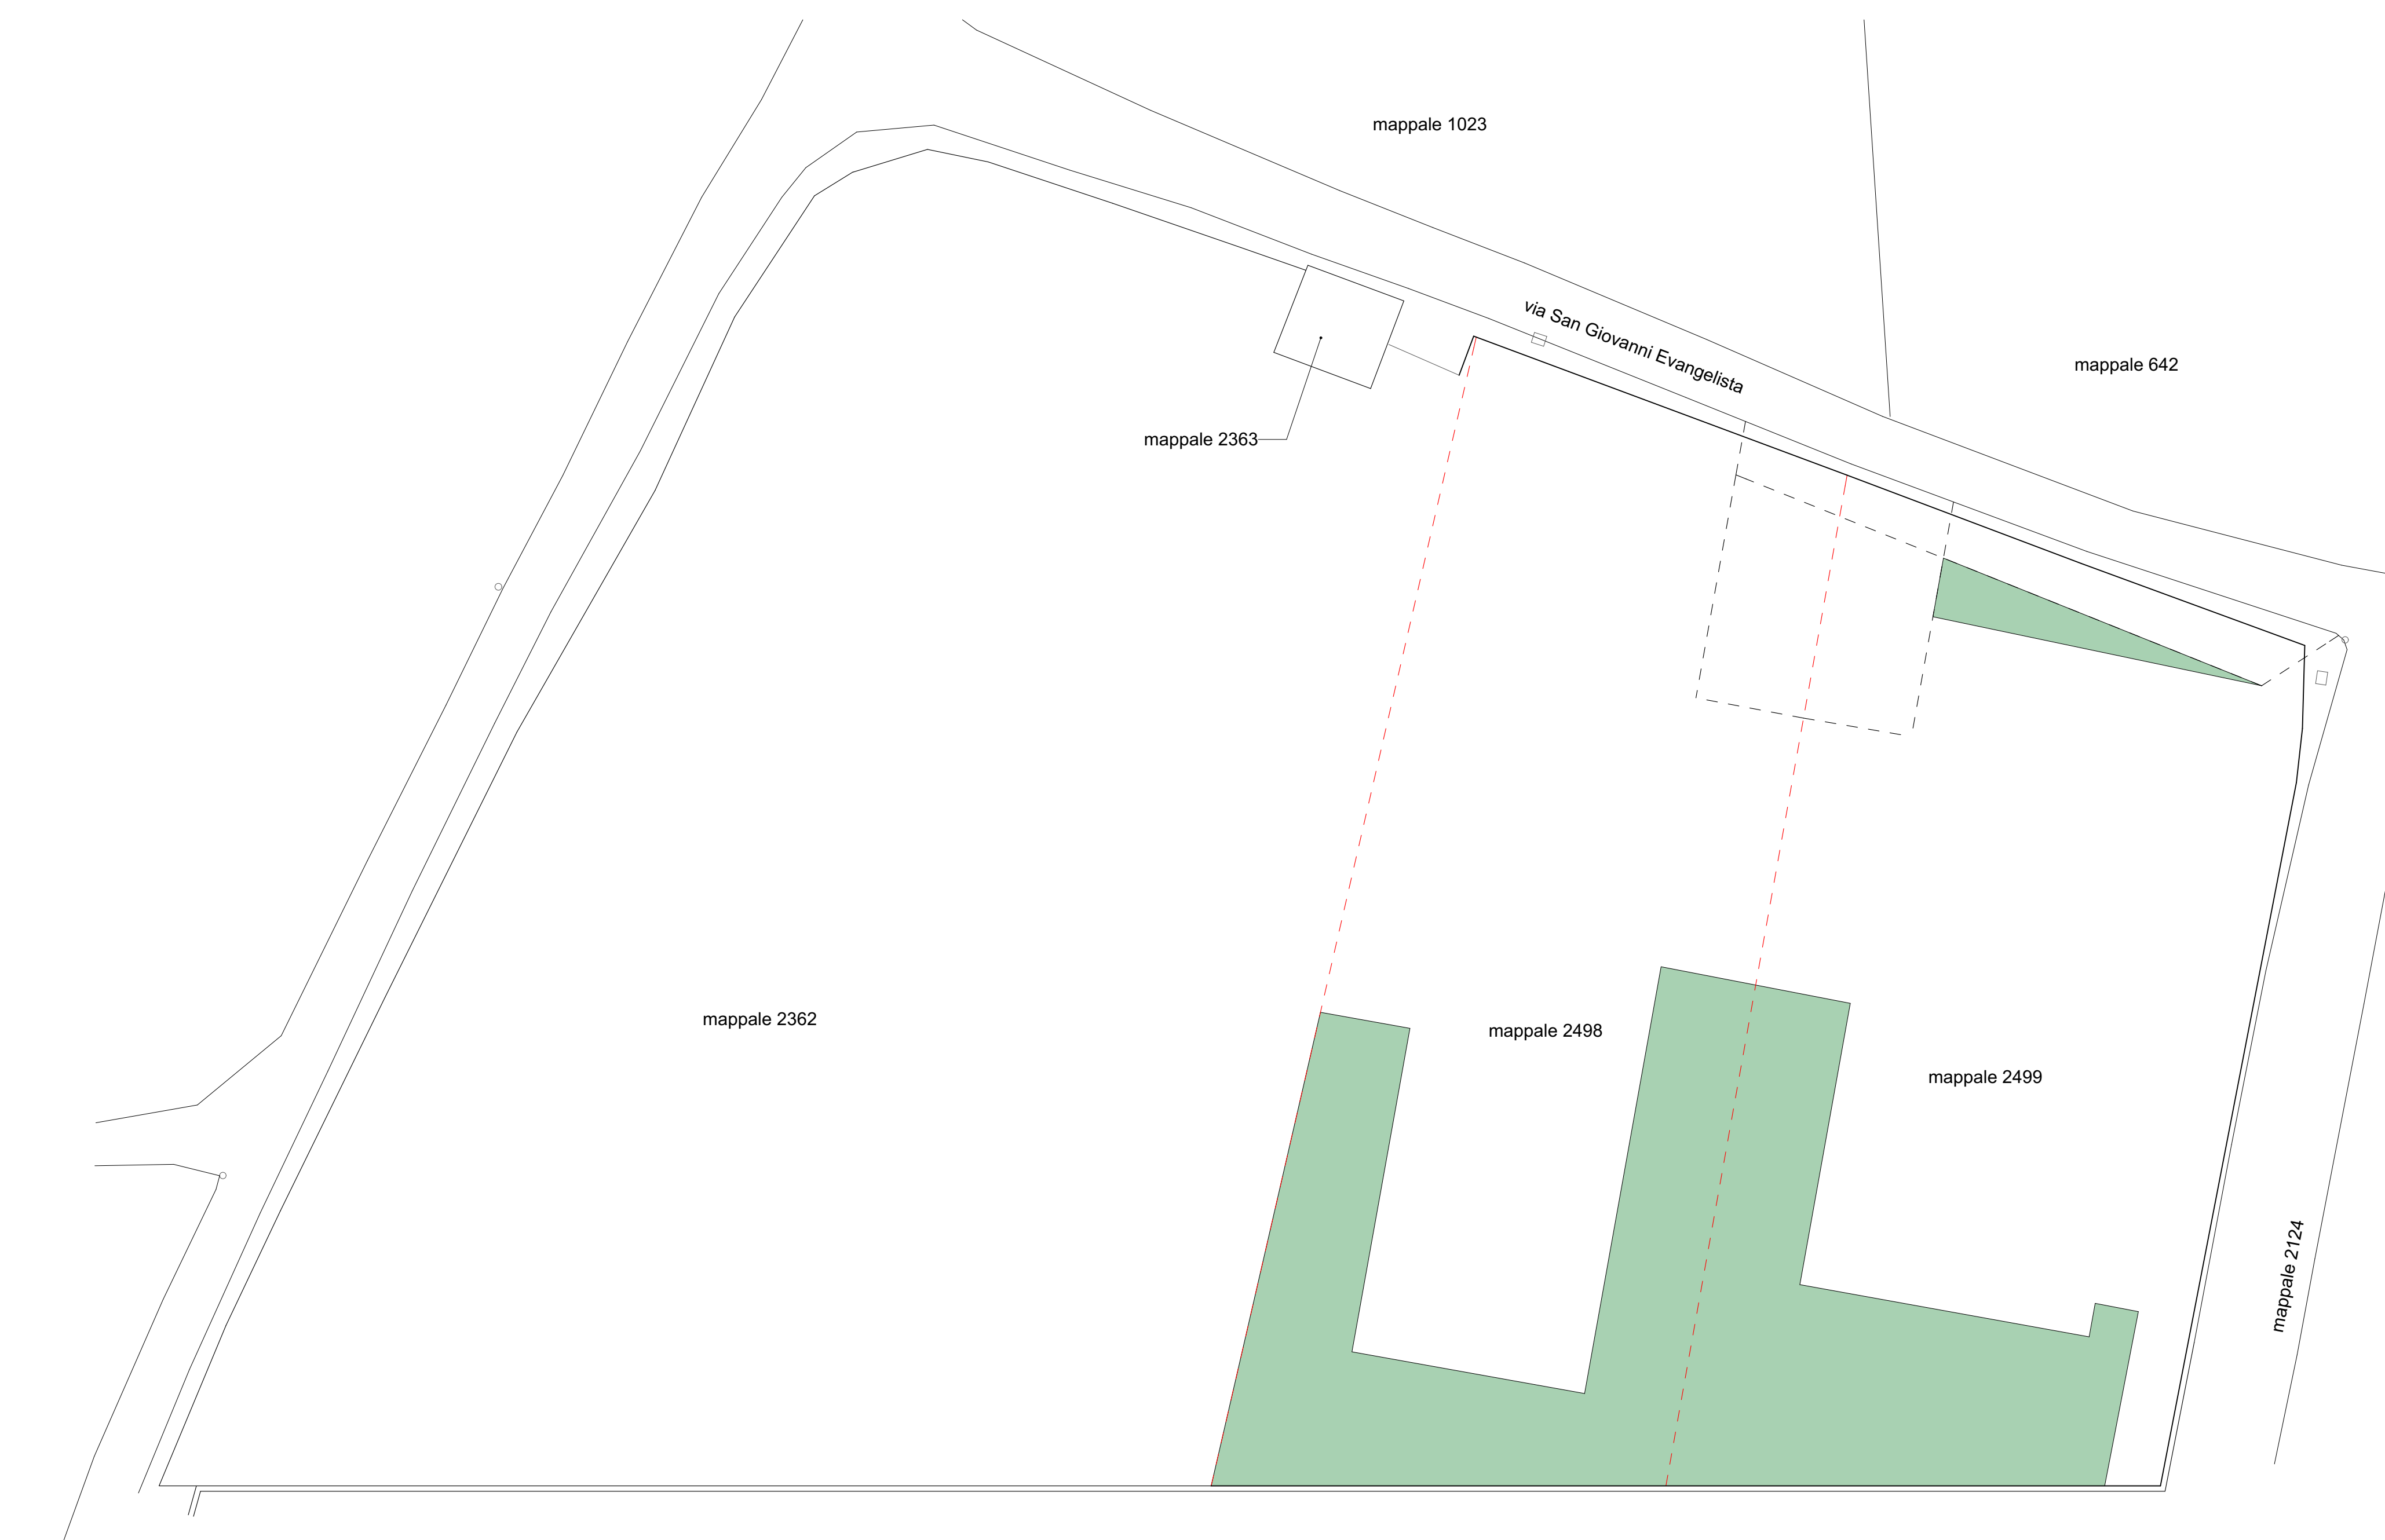 mappale 1023
via San Giovanni Evangelista
mappale 642
mappale 2363
mappale 2362
mappale 2498
mappale 2499
mappale 2124